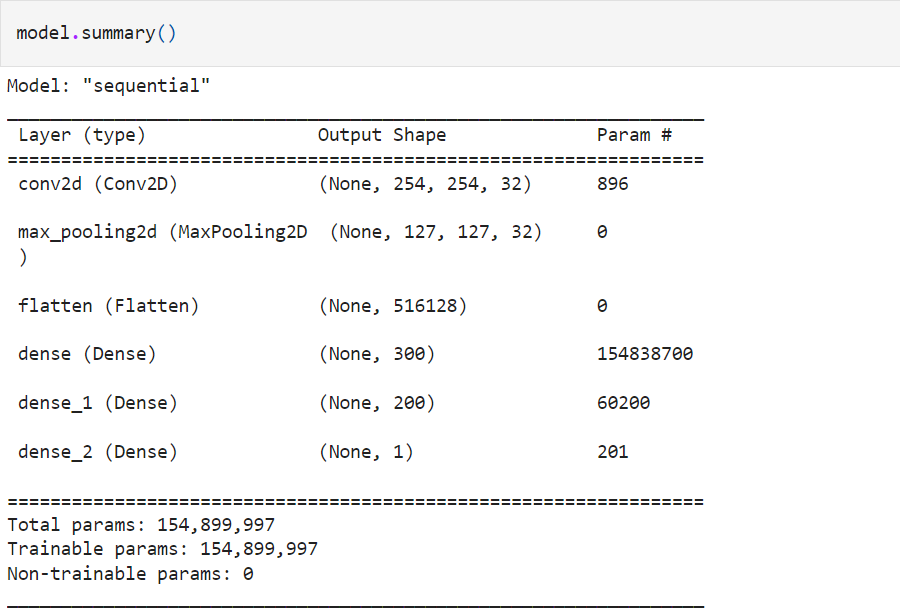 model.summary()
Model: "sequential"
Layer (type) Output Shape Param #
conv2d (Conv2D) (None, 254, 254, 32) 896
max_pooling2d (MaxPooling2D (None, 127, 127, 32) 0
)
flatten (Flatten) (None, 516128) 0
dense (Dense) (None, 300) 154838700
dense_1 (Dense) (None, 200) 60200
dense_2 (Dense) (None, 1) 201
Total params: 154,899,997
Trainable params: 154,899,997
Non-trainable params: 0